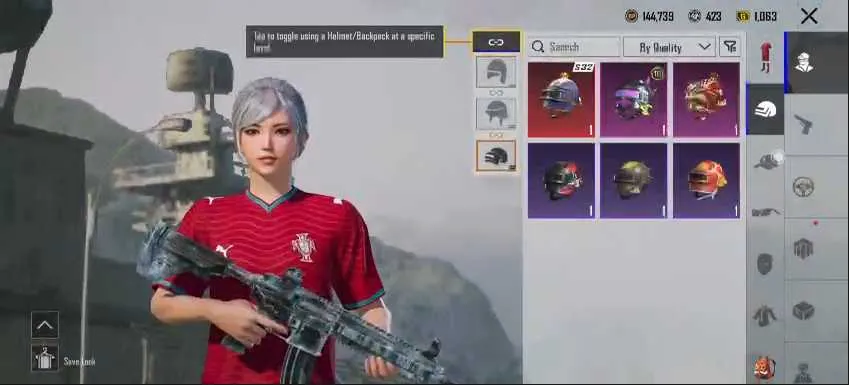 144,739
423
1,063
Tap to toggle using a Helmet/Backpack at a specific
level.
Search
By Quality
S32
1
1
1
1
1
1
Save Look